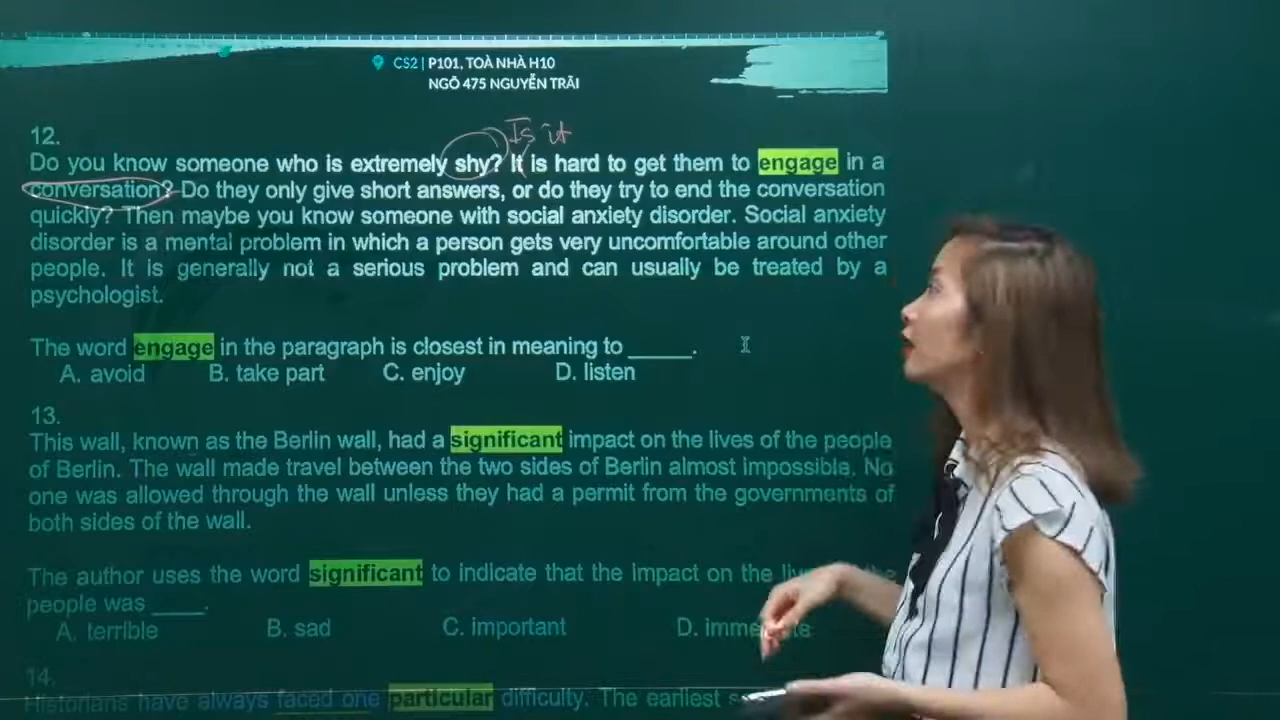 CS2 | P101, TOÀ NHÀ H10
NGÕ 475 NGUYỄN TRÃI
12.
Is it
Do you know someone who is extremely shy? It is hard to get them to engage in a
conversation? Do they only give short answers, or do they try to end the conversation
quickly? Then maybe you know someone with social anxiety disorder. Social anxiety
disorder is a mental problem in which a person gets very uncomfortable around other
people. It is generally not a serious problem and can usually be treated by a
psychologist.
The word engage in the paragraph is closest in meaning to _____.
A. avoid B. take part C. enjoy D. listen
13.
This wall, known as the Berlin wall, had a significant impact on the lives of the people
of Berlin. The wall made travel between the two sides of Berlin almost impossible. No
one was allowed through the wall unless they had a permit from the governments of
both sides of the wall.
The author uses the word significant to indicate that the impact on the
people was ____.
A. terrible B. sad C. important D.
14.
Historians have always faced one particular difficulty. The earliest